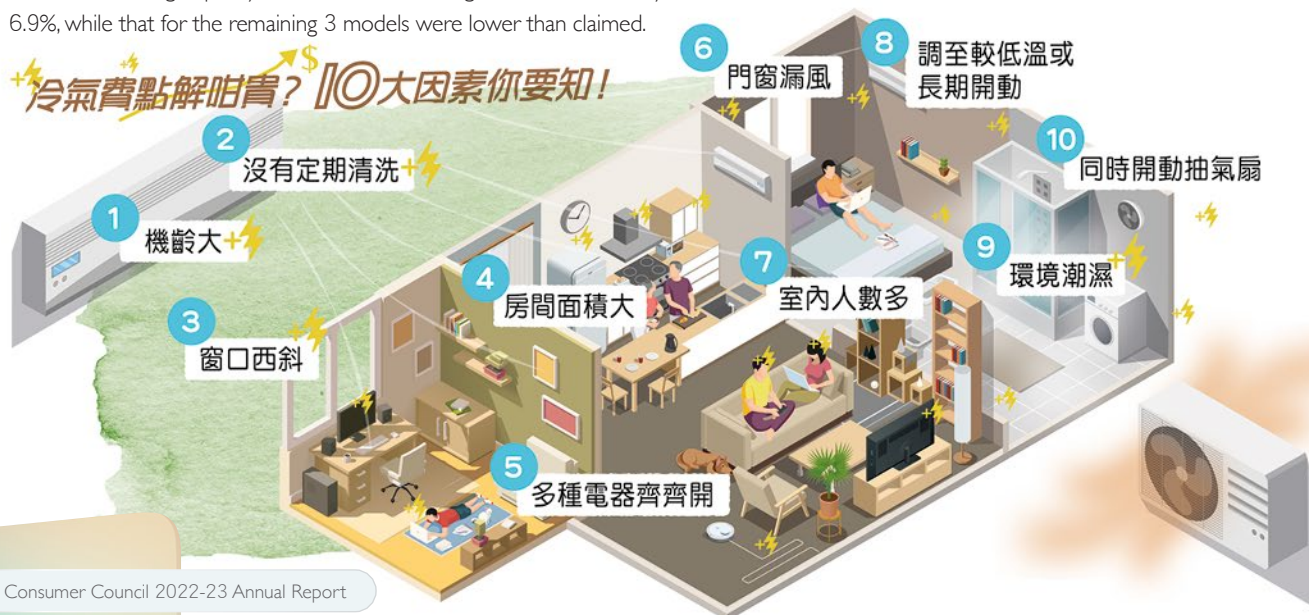 6.9%, while that for the remaining 3 models were lower than claimed.
冷氣費點解咁貴？10大因素你要知！
$
1
機齡大
2
沒有定期清洗
3
窗口西斜
4
房間面積大
5
多種電器齊齊開
6
門窗漏風
7
室內人數多
8
調至較低溫或
長期開動
9
環境潮濕
10
同時開動抽氣扇
Consumer Council 2022-23 Annual Report